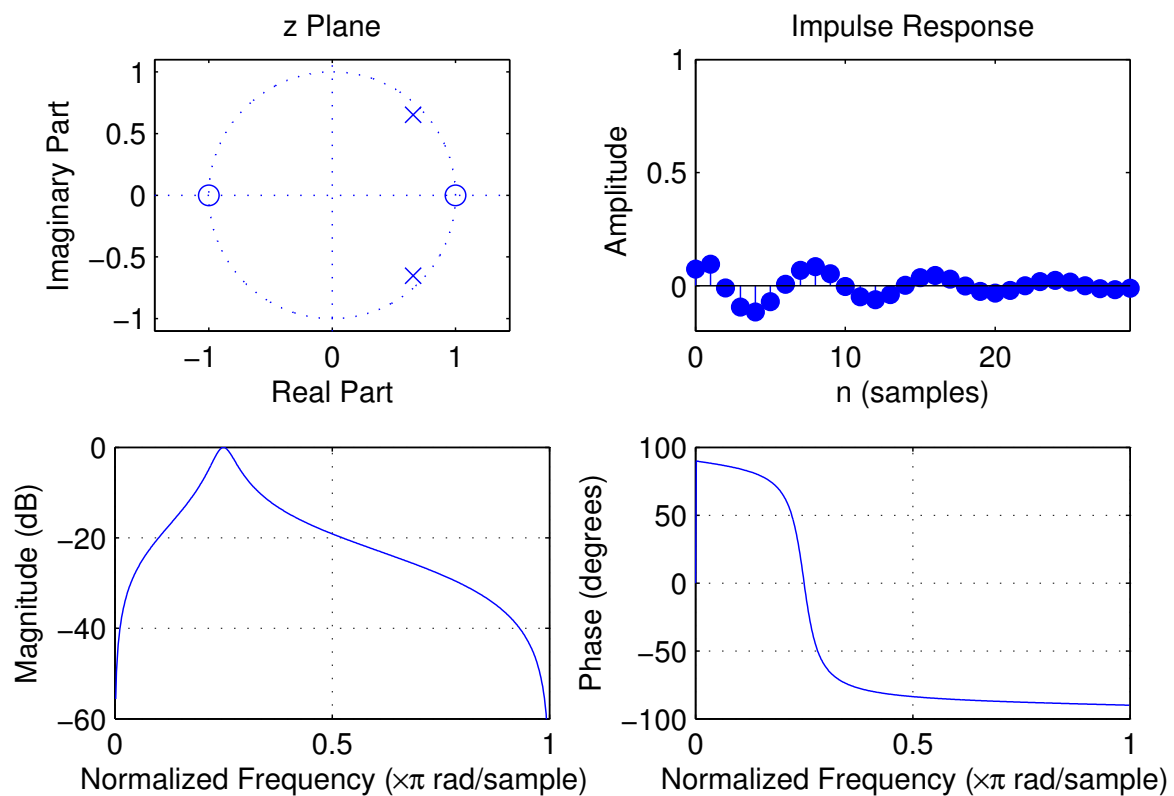 z Plane
1
0.5
0
−0.5
−1
Imaginary Part
−1 0 1
Real Part
Impulse Response
1
0.5
0
Amplitude
0 10 20
n (samples)
0
−20
−40
−60
Magnitude (dB)
0 0.5 1
Normalized Frequency (×π rad/sample)
100
50
0
−50
−100
Phase (degrees)
0 0.5 1
Normalized Frequency (×π rad/sample)